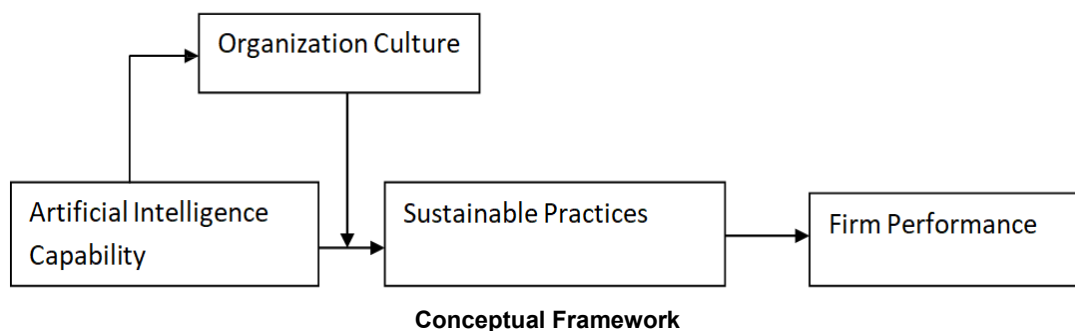 Organization Culture
Artificial Intelligence
Capability
Sustainable Practices
Firm Performance
Conceptual Framework